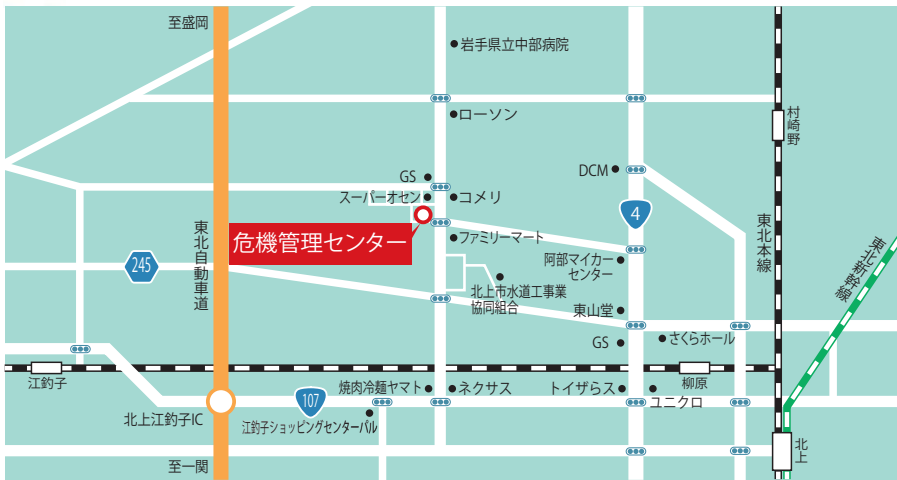 至盛岡
岩手県立中部病院
ローソン
村崎野
GS
DCM
スーパーオセン
コメリ
4
東北自動車道
危機管理センター
ファミリーマート
東北本線
東北新幹線
245
阿部マイカー
センター
北上市水道工事業
協同組合
東山堂
GS
さくらホール
江釣子
焼肉冷麺ヤマト
ネクサス
トイザらス
柳原
107
ユニクロ
北上江釣子IC
江釣子ショッピングセンターパル
北上
至一関